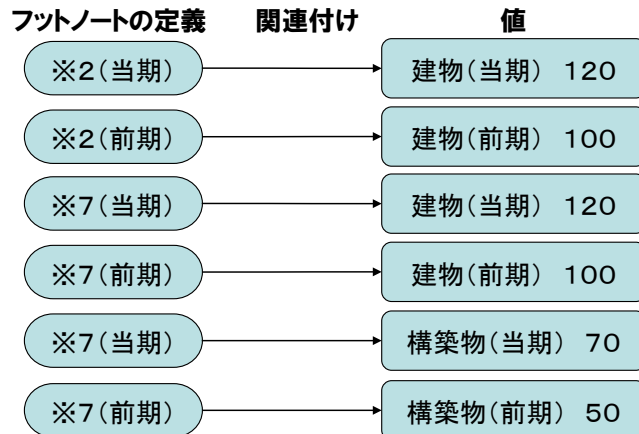 フットノートの定義 関連付け 値
※2(当期) 建物(当期) 120
※2(前期) 建物(前期) 100
※7(当期) 建物(当期) 120
※7(前期) 建物(前期) 100
※7(当期) 構築物(当期) 70
※7(前期) 構築物(前期) 50